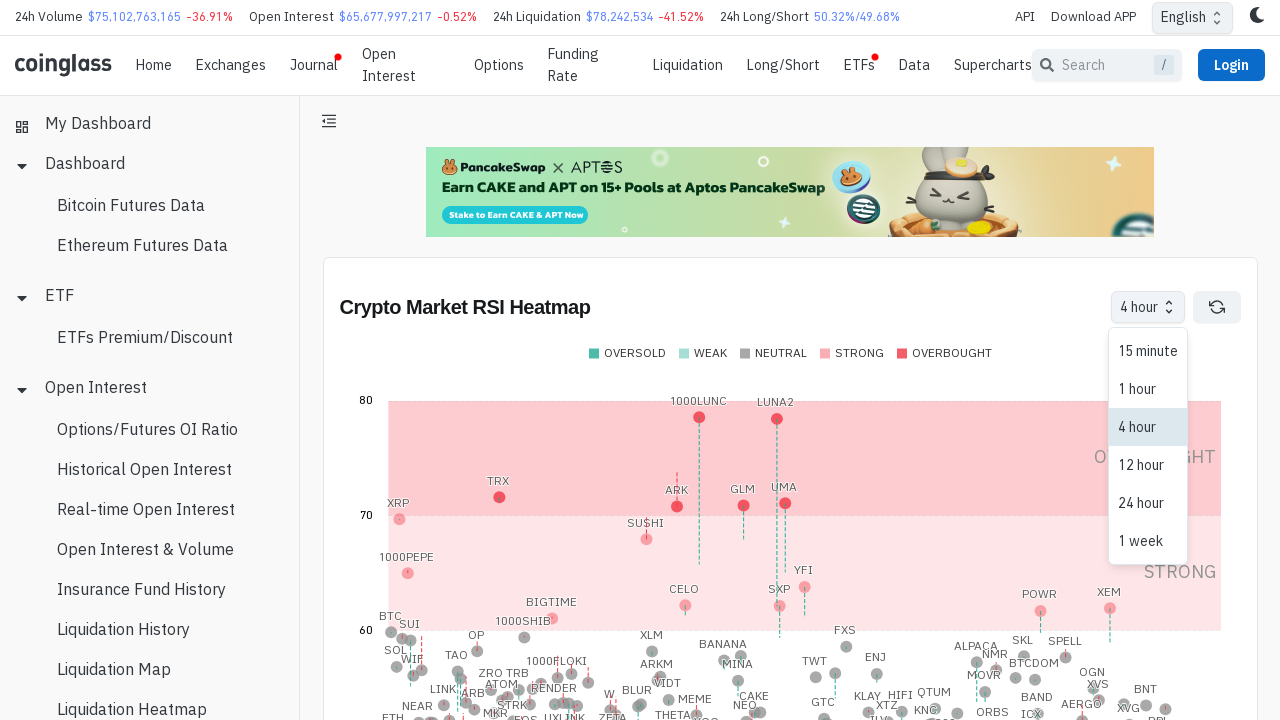 24h Volume $75,102,763,165 -36.91% Open Interest $65,677,997,217 -0.52% 24h Liquidation $78,242,534 -41.52% 24h Long/Short 50.32%/49.68% API Download APP English
coinglass Home Exchanges Journal Open Interest Options Funding Rate Liquidation Long/Short ETFs Data Supercharts Search / Login
My Dashboard
Dashboard
Bitcoin Futures Data
Ethereum Futures Data
ETF
ETFs Premium/Discount
Open Interest
Options/Futures OI Ratio
Historical Open Interest
Real-time Open Interest
Open Interest & Volume
Insurance Fund History
Liquidation History
Liquidation Map
Liquidation Heatmap
PancakeSwap × APTOS
Earn CAKE and APT on 15+ Pools at Aptos PancakeSwap
Stake to Earn CAKE & APT Now
Crypto Market RSI Heatmap
4 hour
15 minute
1 hour
4 hour
12 hour
24 hour
1 week
OVERSOLD WEAK NEUTRAL STRONG OVERBOUGHT
80
1000LUNC LUNA2
TRX ARK GLM UMA
70
XRP
SUSHI
1000PEPE
YFI
STRONG
CELO SXP POWR XEM
BIGTIME
60
BTC SUI 1000SHIB FXS
SOL OP XLM BANANA SKL SPELL
WIF TAO 1000FLOKI ARKM MINA TWT ENJ ALPACA NMR BTCDOM
ZRO TRB MOVR OGN
LINK ARB ATOM RENDER BLUR VIDT XVS BNT
NEAR STRK W MEME CAKE GTC KLAY HIFI QTUM BAND AERGO
ETH MKR ZETA THETA NEO XTZ KNC ORBS ICX XVG